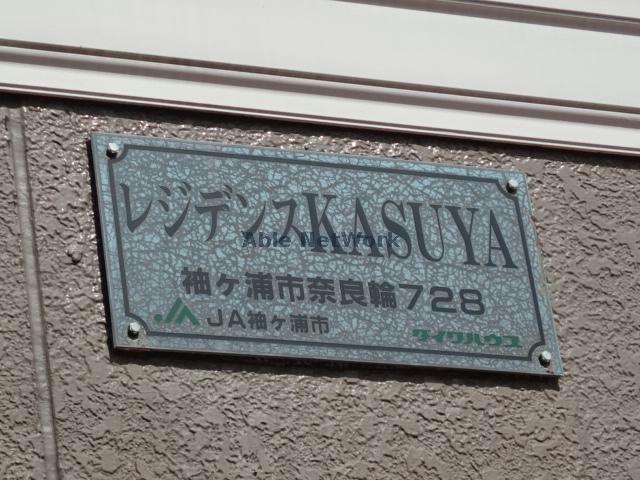 レジデンスKASUYA
Able Network
袖ヶ浦市奈良輪728
JA JA袖ヶ浦市
ダイワハウス